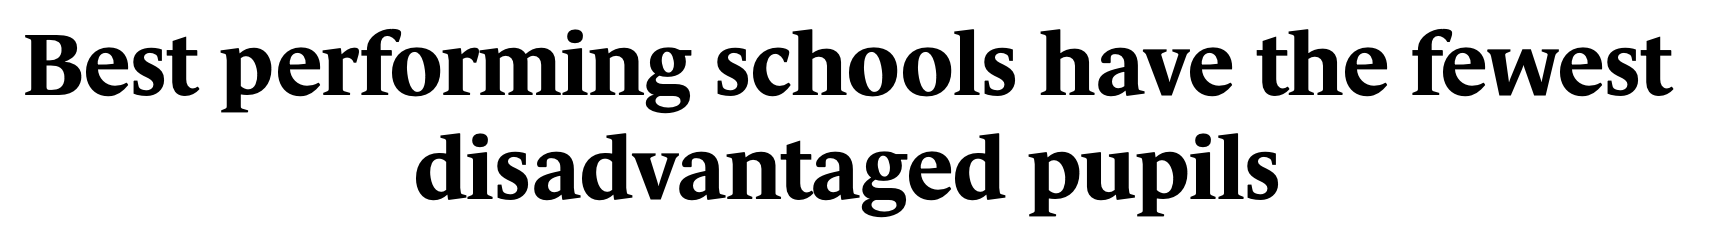 Best performing schools have the fewest
disadvantaged pupils